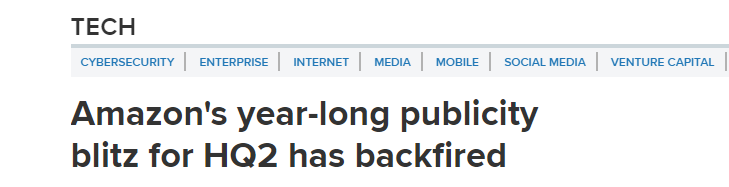 TECH
CYBERSECURITY | ENTERPRISE | INTERNET | MEDIA | MOBILE | SOCIAL MEDIA | VENTURE CAPITAL |
Amazon's year-long publicity
blitz for HQ2 has backfired